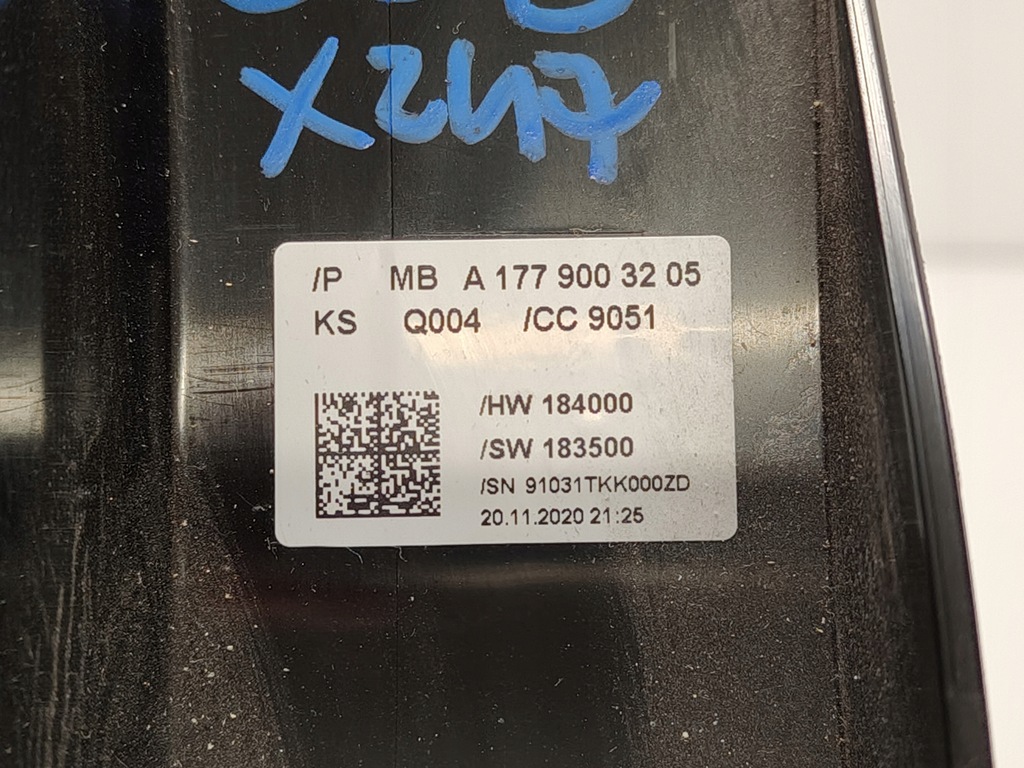 X247
/P MB A 177 900 32 05
KS Q004 /CC 9051
/HW 184000
/SW 183500
/SN 91031TKK000ZD
20.11.2020 21:25